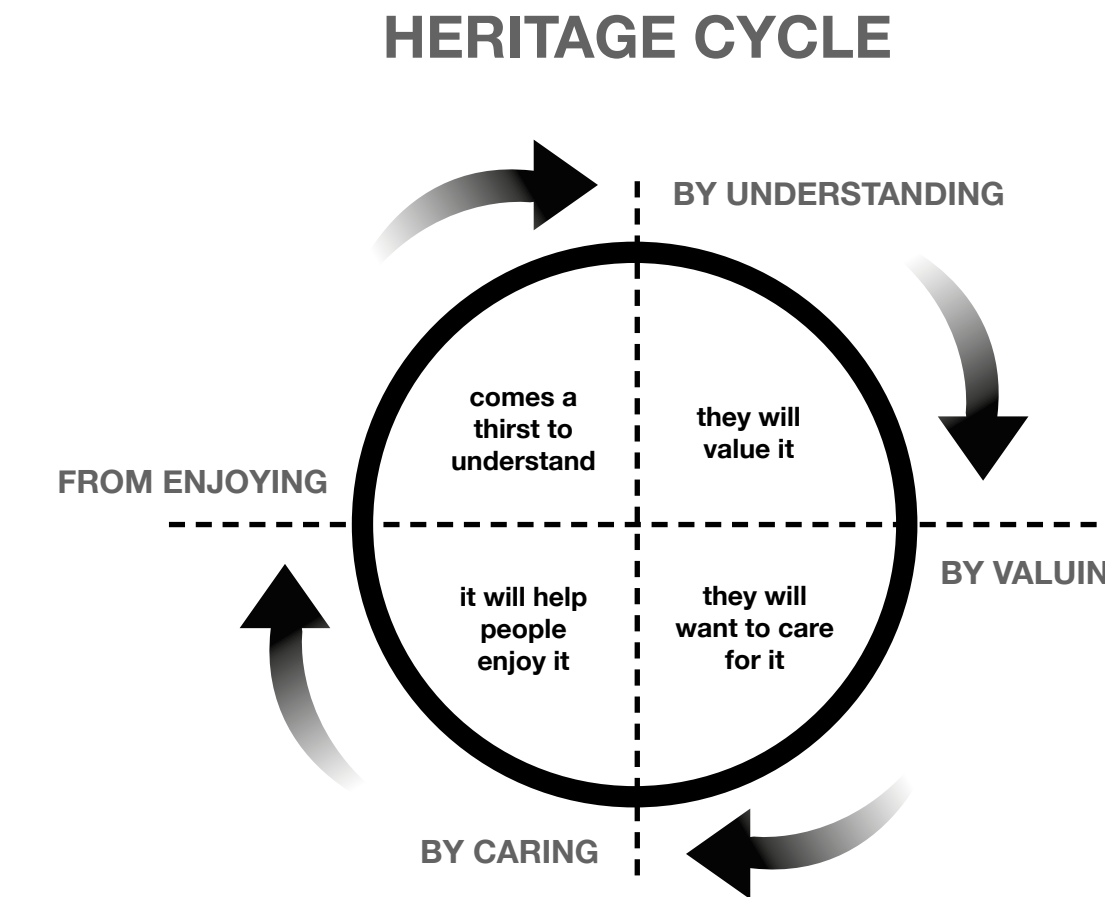 HERITAGE CYCLE
BY UNDERSTANDING
comes a
thirst to
understand
they will
value it
FROM ENJOYING
BY VALUIN
it will help
people
enjoy it
they will
want to care
for it
BY CARING